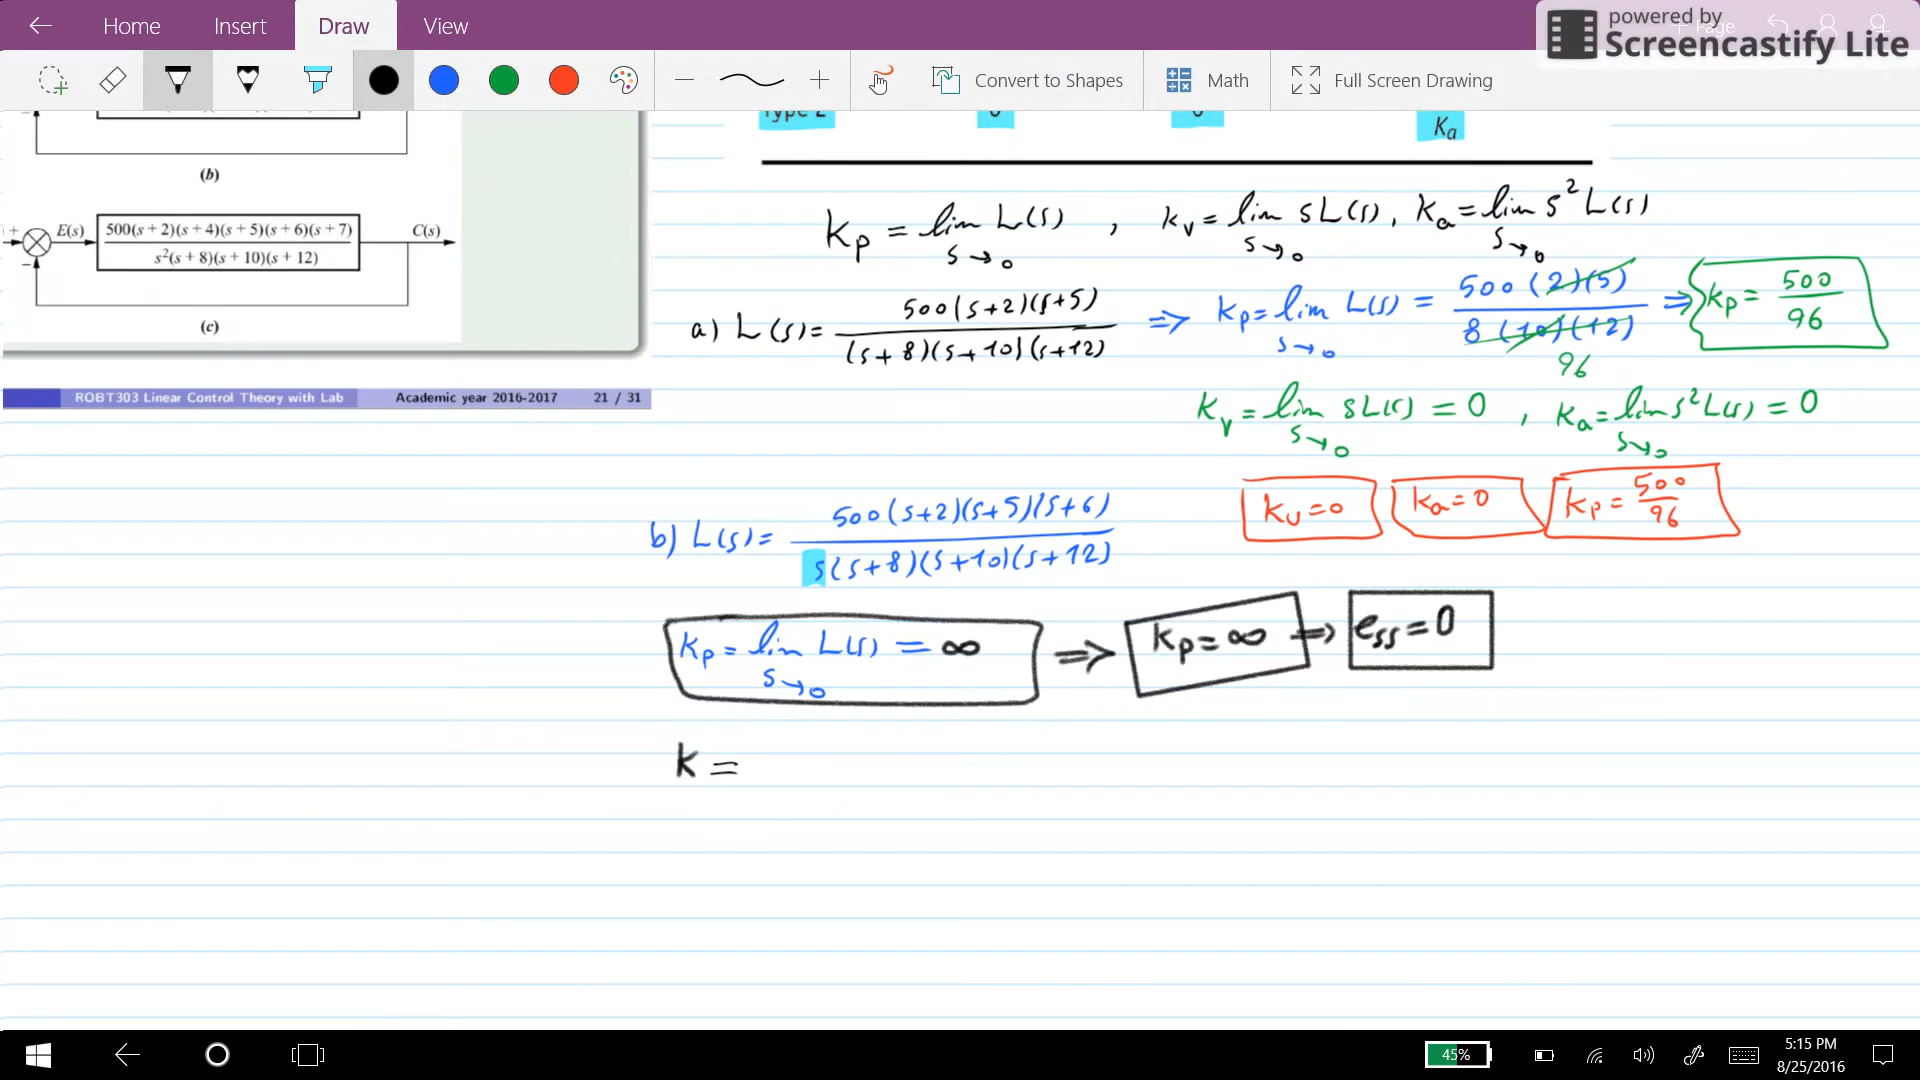 Home Insert Draw View
powered by
Screencastify Lite
Convert to Shapes Math Full Screen Drawing
Type 2 0 0
Ka
(b)
+ E(s) 500(s + 2)(s + 4)(s + 5)(s + 6)(s + 7) C(s)
− s²(s + 8)(s + 10)(s + 12)
(c)
ROBT303 Linear Control Theory with Lab Academic year 2016-2017 21 / 31
Kp = lim L(s) , Kv = lim s L(s), Ka = lim s² L(s)
s→0 s→0 s→0
a) L(s) = 500(s+2)(s+5) / (s+8)(s+10)(s+12) ⇒ Kp = lim L(s) = 500 (2)(5) / 8 (10)(12) ⇒ Kp = 500 / 96
s→0 96
Kv = lim s L(s) = 0 , Ka = lim s² L(s) = 0
s→0 s→0
Kv = 0 Ka = 0 Kp = 500 / 96
b) L(s) = 500(s+2)(s+5)(s+6) / s(s+8)(s+10)(s+12)
Kp = lim L(s) = ∞ ⇒ Kp = ∞ ⇒ ess = 0
s→0
K =
45%
5:15 PM
8/25/2016